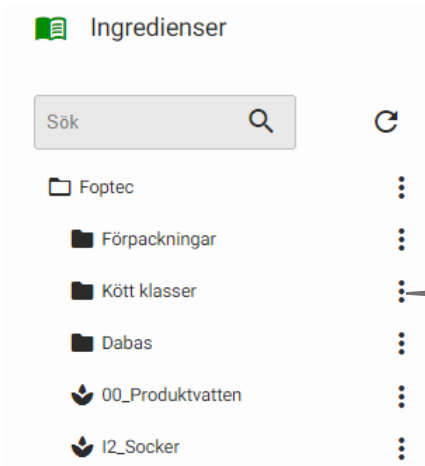 Ingredienser
Sök
Foptec
Förpackningar
Kött klasser
Dabas
00_Produktvatten
I2_Socker